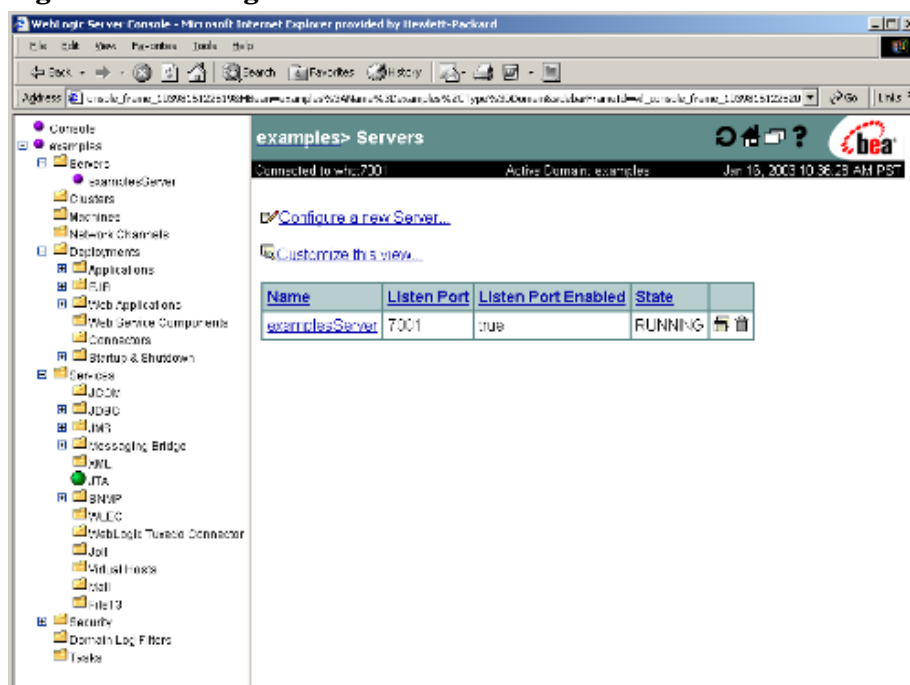 WebLogic Server Console - Microsoft Internet Explorer provided by Hewlett-Packard
File Edit View Favorites Tools Help
Back Search Favorites History
Address Go Links
Console
examples
Servers
examplesServer
Clusters
Machines
Network Channels
Deployments
Applications
EJB
Web Applications
Web Service Components
Connectors
Startup & Shutdown
Services
JCOM
JDBC
JMS
Messaging Bridge
XML
JTA
SNMP
WLEC
WebLogic Tuxedo Connector
Jolt
Virtual Hosts
Mail
FileT3
Security
Domain Log Filters
Tasks
examples> Servers
bea
Connected to :7001 Active Domain: examples Jan 16, 2003 10:36:28 AM PST
Configure a new Server...
Customize this view...
Name Listen Port Listen Port Enabled State
examplesServer 7001 true RUNNING